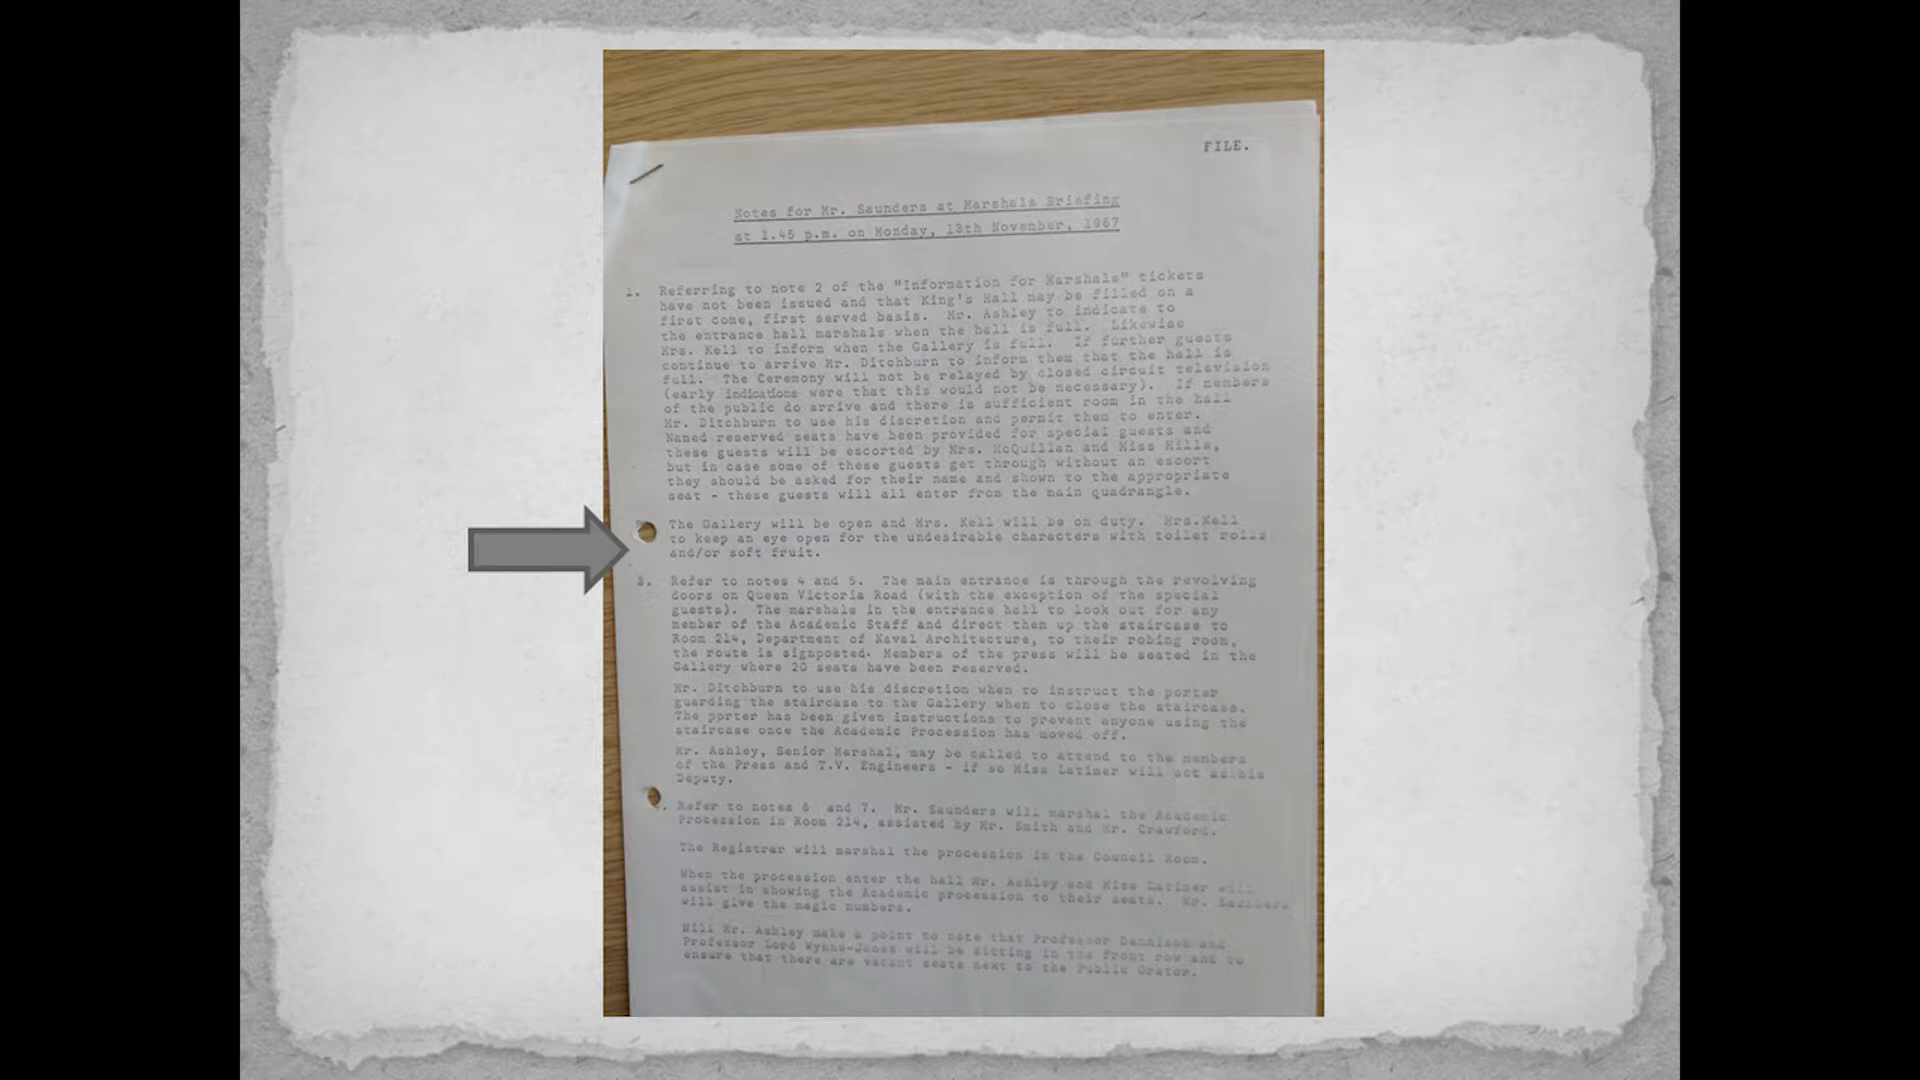 FILE.
Notes for Mr. Saunders at Marshals Briefing
at 1.45 p.m. on Monday, 13th November, 1967
1. Referring to note 2 of the "Information for Marshals" tickets
have not been issued and that King's Hall may be filled on a
first come, first served basis. Mr. Ashley to indicate to
the entrance hall marshals when the hall is full. Likewise
Mrs. Kell to inform when the Gallery is full. If further guests
continue to arrive Mr. Ditchburn to inform them that the hall is
full. The Ceremony will not be relayed by closed circuit television
(early indications were that this would not be necessary). If members
of the public do arrive and there is sufficient room in the hall
Mr. Ditchburn to use his discretion and permit them to enter.
Named reserved seats have been provided for special guests and
these guests will be escorted by Mrs. McQuillan and Miss Hills,
but in case some of these guests get through without an escort
they should be asked for their name and shown to the appropriate
seat - these guests will all enter from the main quadrangle.
The Gallery will be open and Mrs. Kell will be on duty. Mrs.Kell
to keep an eye open for the undesirable characters with toilet rolls
and/or soft fruit.
3. Refer to notes 4 and 5. The main entrance is through the revolving
doors on Queen Victoria Road (with the exception of the special
guests). The marshals in the entrance hall to look out for any
member of the Academic Staff and direct them up the staircase to
Room 214, Department of Naval Architecture, to their robing room,
the route is signposted. Members of the press will be seated in the
Gallery where 20 seats have been reserved.
Mr. Ditchburn to use his discretion when to instruct the porter
guarding the staircase to the Gallery when to close the staircase.
The porter has been given instructions to prevent anyone using the
staircase once the Academic Procession has moved off.
Mr. Ashley, Senior Marshal, may be called to attend to the members
of the Press and T.V. Engineers - if so Miss Latimer will act as his
Deputy.
. Refer to notes 6 and 7. Mr. Saunders will marshal the Academic
Procession in Room 214, assisted by Mr. Smith and Mr. Crawford.
The Registrar will marshal the procession in the Council Room.
When the procession enter the hall Mr. Ashley and Miss Latimer will
assist in showing the Academic procession to their seats. Mr. Saunders
will give the magic numbers.
Will Mr. Ashley make a point to note that Professor Dennison and
Professor Lord Wynne-Jones will be sitting in the front row and to
ensure that there are vacant seats next to the Public Orator.